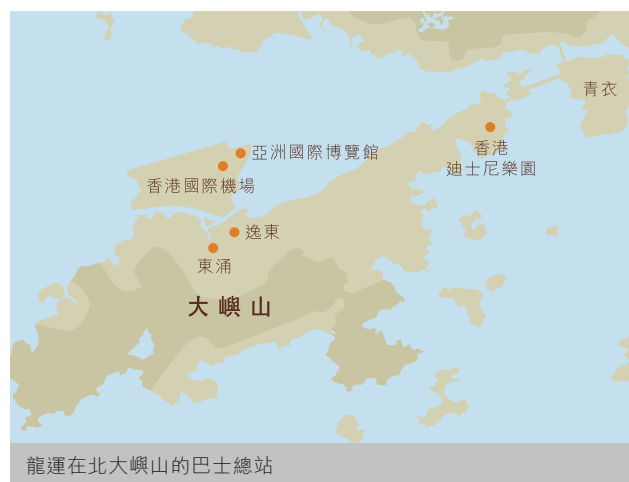 青衣
香港
廸士尼樂園
亞洲國際博覽館
香港國際機場
逸東
東涌
大嶼山
龍運在北大嶼山的巴士總站